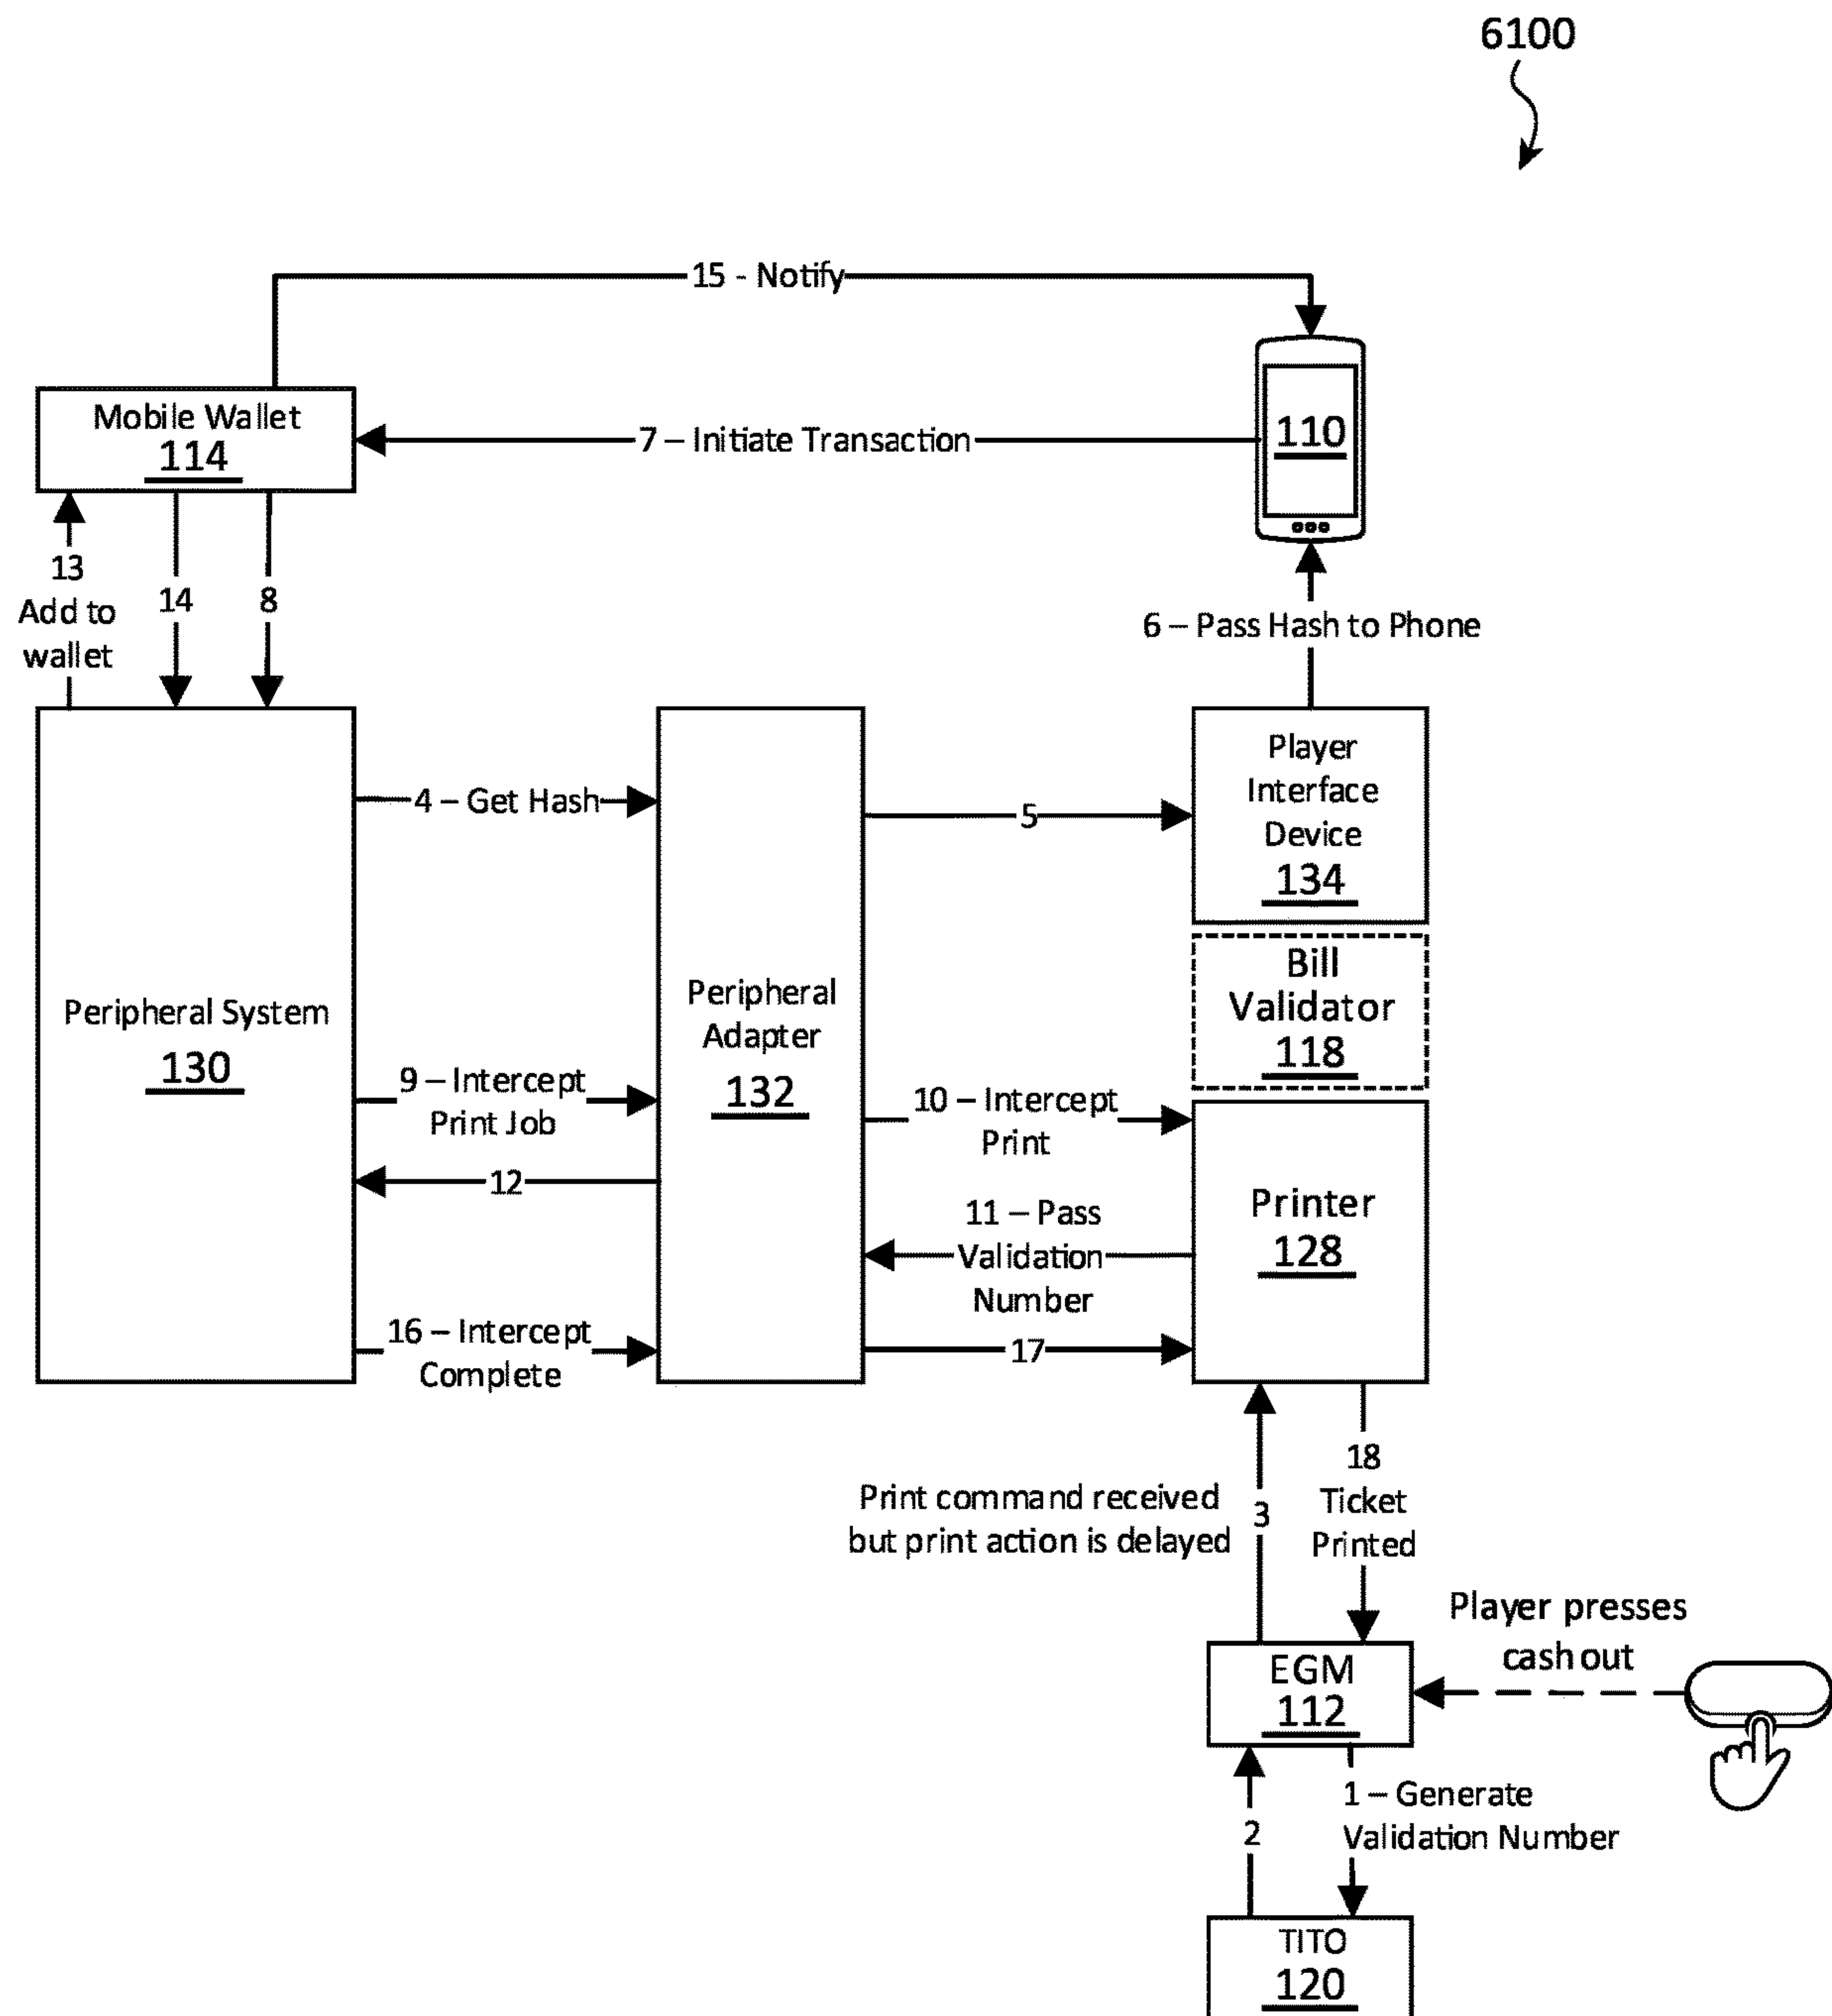 6100
15 - Notify
Mobile Wallet
114
7 – Initiate Transaction
110
13
Add to
wallet
14
8
6 – Pass Hash to Phone
Peripheral System
130
4 – Get Hash
Peripheral
Adapter
132
5
Player
Interface
Device
134
Bill
Validator
118
9 – Intercept
Print Job
10 – Intercept
Print
12
11 – Pass
Validation
Number
Printer
128
16 – Intercept
Complete
17
Print command received
but print action is delayed
3
18
Ticket
Printed
Player presses
cash out
EGM
112
2
1 – Generate
Validation Number
TITO
120